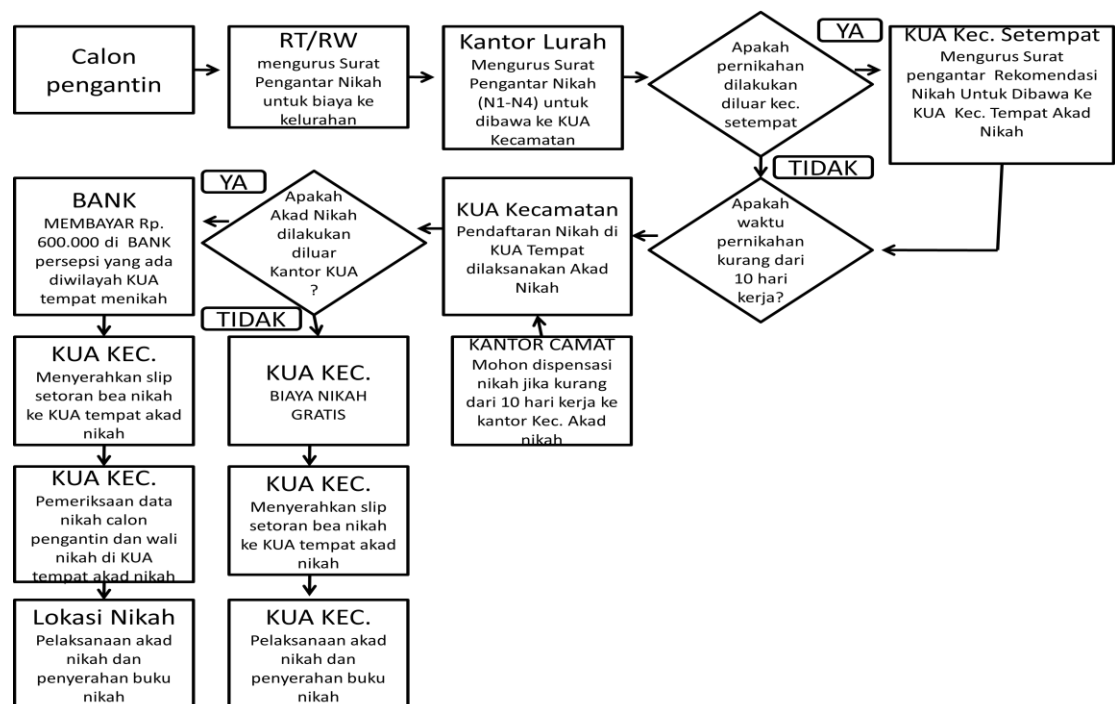 Calon
pengantin
RT/RW
mengurus Surat
Pengantar Nikah
untuk biaya ke
kelurahan
Kantor Lurah
Mengurus Surat
Pengantar Nikah
(N1-N4) untuk
dibawa ke KUA
Kecamatan
Apakah
pernikahan
dilakukan
diluar kec.
setempat
YA
KUA Kec. Setempat
Mengurus Surat
pengantar Rekomendasi
Nikah Untuk Dibawa Ke
KUA Kec. Tempat Akad
Nikah
TIDAK
Apakah
waktu
pernikahan
kurang dari
10 hari
kerja?
KUA Kecamatan
Pendaftaran Nikah di
KUA Tempat
dilaksanakan Akad
Nikah
KANTOR CAMAT
Mohon dispensasi
nikah jika kurang
dari 10 hari kerja ke
kantor Kec. Akad
nikah
Apakah
Akad Nikah
dilakukan
diluar
Kantor KUA
?
YA
BANK
MEMBAYAR Rp.
600.000 di BANK
persepsi yang ada
diwilayah KUA
tempat menikah
KUA KEC.
Menyerahkan slip
setoran bea nikah
ke KUA tempat akad
nikah
KUA KEC.
Pemeriksaan data
nikah calon
pengantin dan wali
nikah di KUA
tempat akad nikah
Lokasi Nikah
Pelaksanaan akad
nikah dan
penyerahan buku
nikah
TIDAK
KUA KEC.
BIAYA NIKAH
GRATIS
KUA KEC.
Menyerahkan slip
setoran bea nikah
ke KUA tempat akad
nikah
KUA KEC.
Pelaksanaan akad
nikah dan
penyerahan buku
nikah